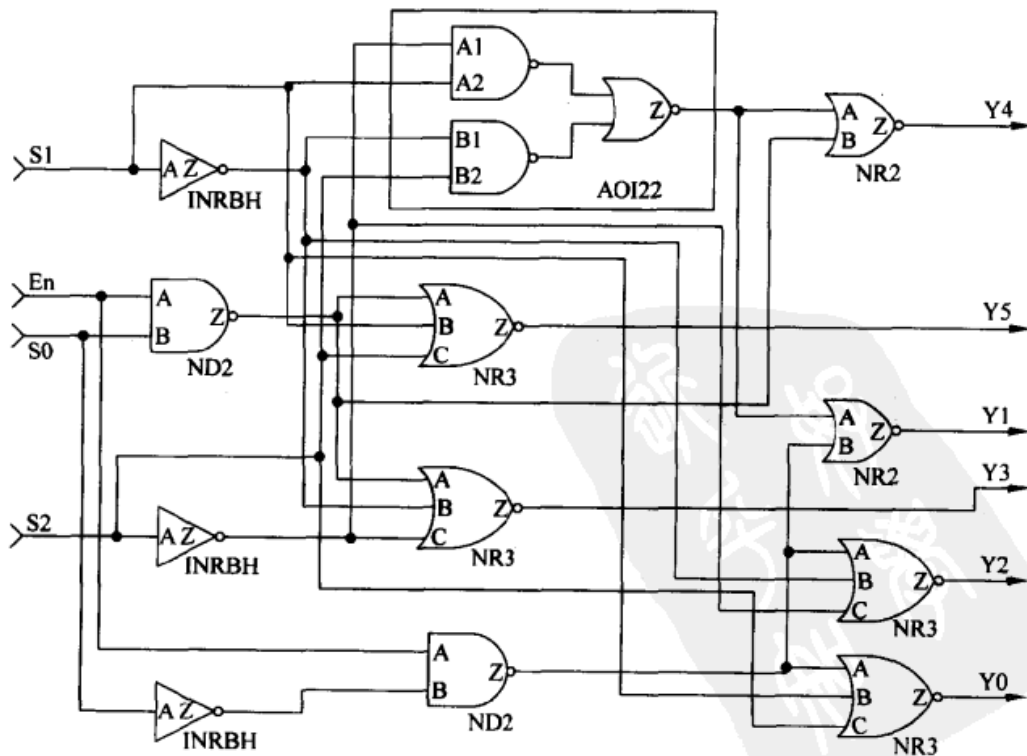 A1
A2
Z
Y4
A
B
Z
NR2
B1
B2
AOI22
S1
A Z
INRBH
En
A
B
Z
S0
ND2
A
B
C
Z
NR3
Y5
A
B
Z
Y1
NR2
Y3
A
B
C
Z
NR3
S2
A Z
INRBH
A
B
C
Z
Y2
NR3
A
B
Z
ND2
A Z
INRBH
A
B
C
Z
Y0
NR3